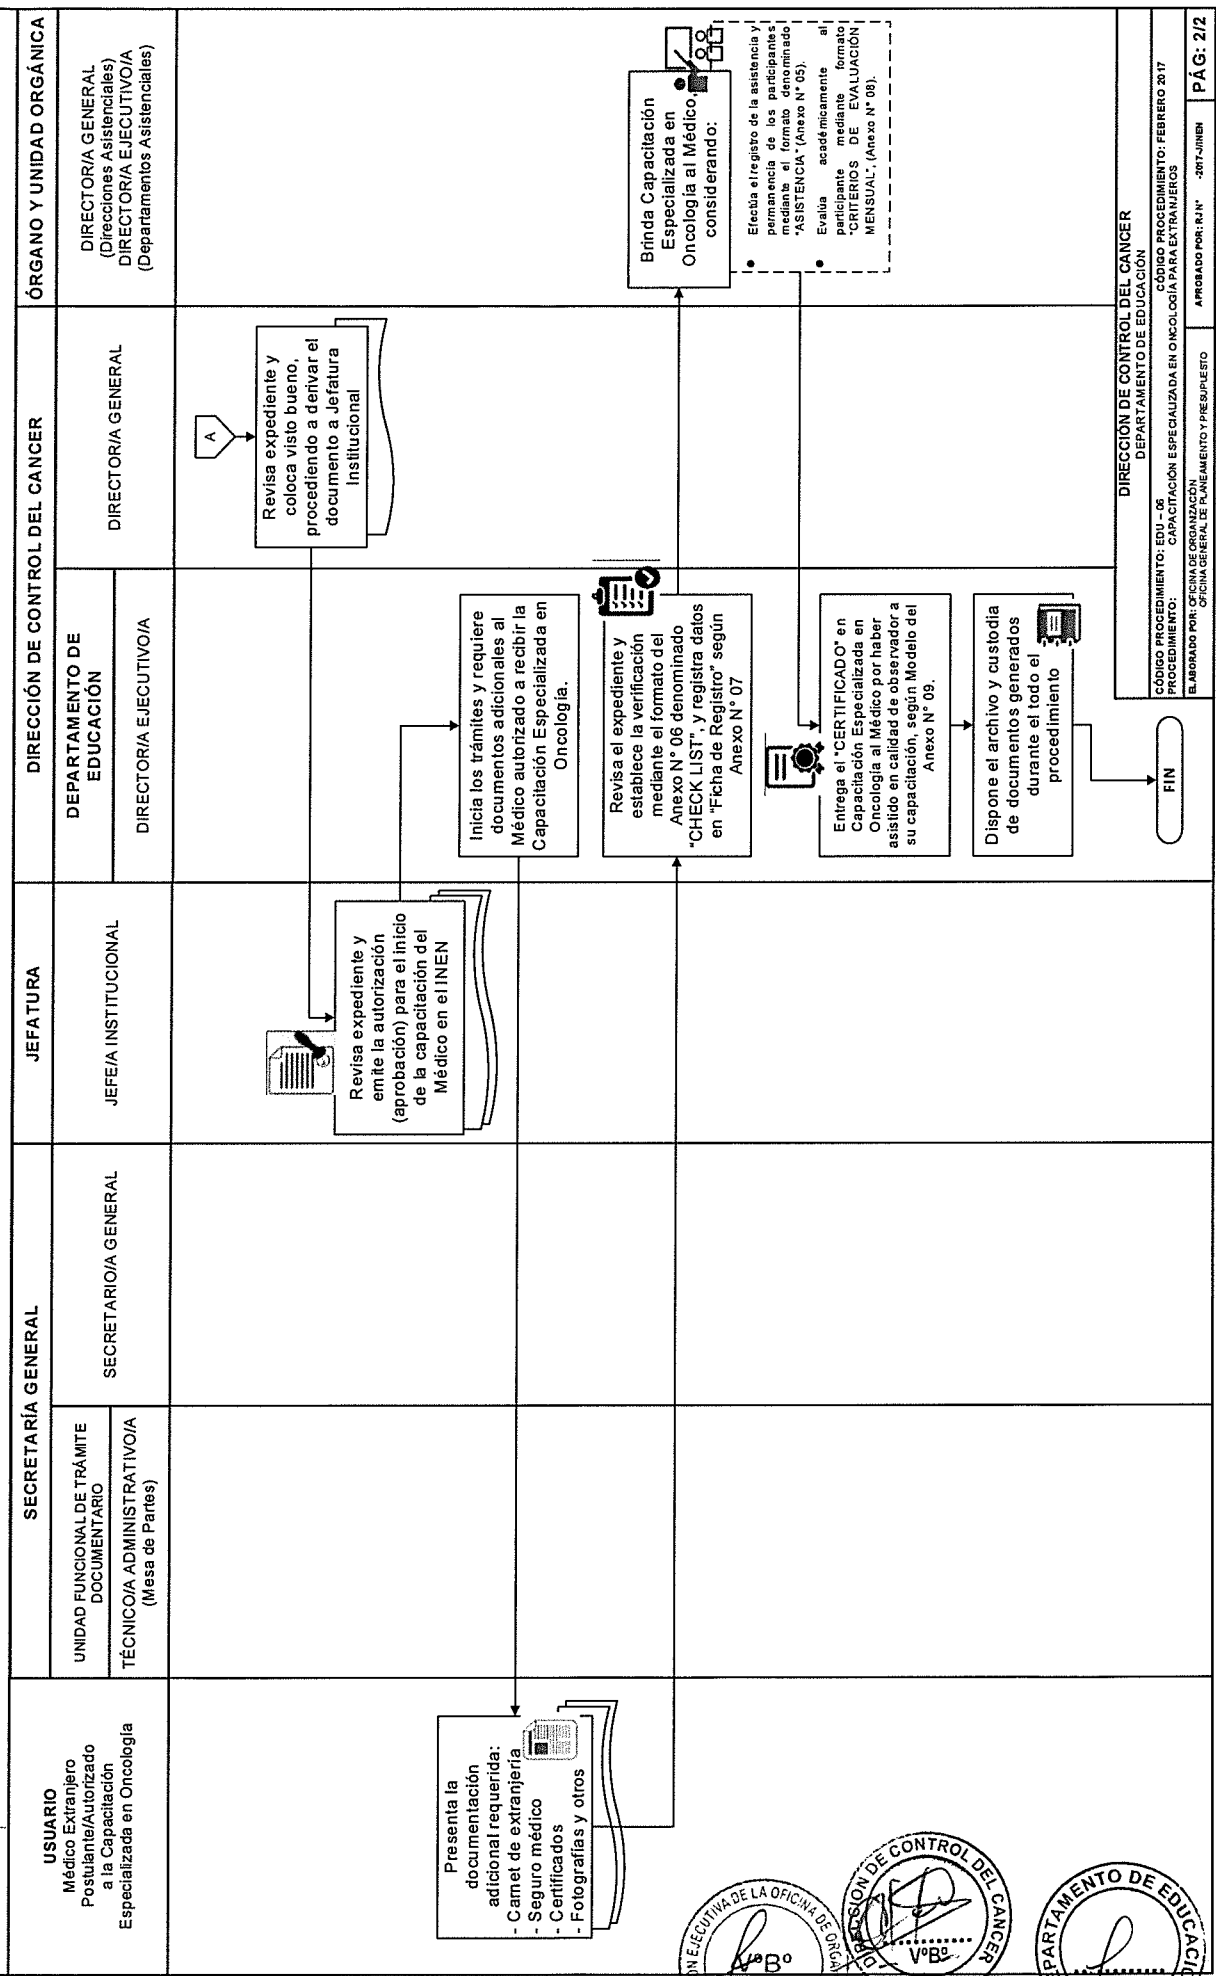 USUARIO
Médico Extranjero
Postulante/Autorizado
a la Capacitación
Especializada en Oncología
SECRETARÍA GENERAL
UNIDAD FUNCIONAL DE TRÁMITE
DOCUMENTARIO
TÉCNICO/A ADMINISTRATIVO/A
(Mesa de Partes)
SECRETARIO/A GENERAL
JEFATURA
JEFE/A INSTITUCIONAL
DIRECCIÓN DE CONTROL DEL CANCER
DEPARTAMENTO DE
EDUCACIÓN
DIRECTOR/A EJECUTIVO/A
DIRECTOR/A GENERAL
ÓRGANO Y UNIDAD ORGÁNICA
DIRECTOR/A GENERAL
(Direcciones Asistenciales)
DIRECTOR/A EJECUTIVO/A
(Departamentos Asistenciales)
A
Revisa expediente y
coloca visto bueno,
procediendo a derivar el
documento a Jefatura
Institucional
Revisa expediente y
emite la autorización
(aprobación) para el inicio
de la capacitación del
Médico en el INEN
Inicia los trámites y requiere
documentos adicionales al
Médico autorizado a recibir la
Capacitación Especializada en
Oncología.
Presenta la
documentación
adicional requerida:
- Carnet de extranjería
- Seguro médico
- Certificados
- Fotografías y otros
Revisa el expediente y
establece la verificación
mediante el formato del
Anexo N° 06 denominado
"CHECK LIST", y registra datos
en "Ficha de Registro" según
Anexo N° 07
Brinda Capacitación
Especializada en
Oncología al Médico,
considerando:
• Efectúa el registro de la asistencia y
permanencia de los participantes
mediante el formato denominado
"ASISTENCIA" (Anexo N° 05).
• Evalúa académicamente al
participante mediante formato
"CRITERIOS DE EVALUACIÓN
MENSUAL", (Anexo N° 08).
Entrega el "CERTIFICADO" en
Capacitación Especializada en
Oncología al Médico por haber
asistido en calidad de observador a
su capacitación, según Modelo del
Anexo N° 09.
Dispone el archivo y custodia
de documentos generados
durante el todo el
procedimiento
FIN
DIRECCIÓN DE CONTROL DEL CANCER
DEPARTAMENTO DE EDUCACIÓN
CÓDIGO PROCEDIMIENTO: EDU – 06
CÓDIGO PROCEDIMIENTO: FEBRERO 2017
PROCEDIMIENTO: CAPACITACIÓN ESPECIALIZADA EN ONCOLOGÍA PARA EXTRANJEROS
ELABORADO POR: OFICINA DE ORGANIZACIÓN
OFICINA GENERAL DE PLANEAMIENTO Y PRESUPUESTO
APROBADO POR: RJ N° -2017-J/INEN
PÁG: 2/2
N EJECUTIVA DE LA OFICINA DE ORGA
V°B°
DIRECCION DE CONTROL DEL CANCER
V°B°
PARTAMENTO DE EDUCACIÓ